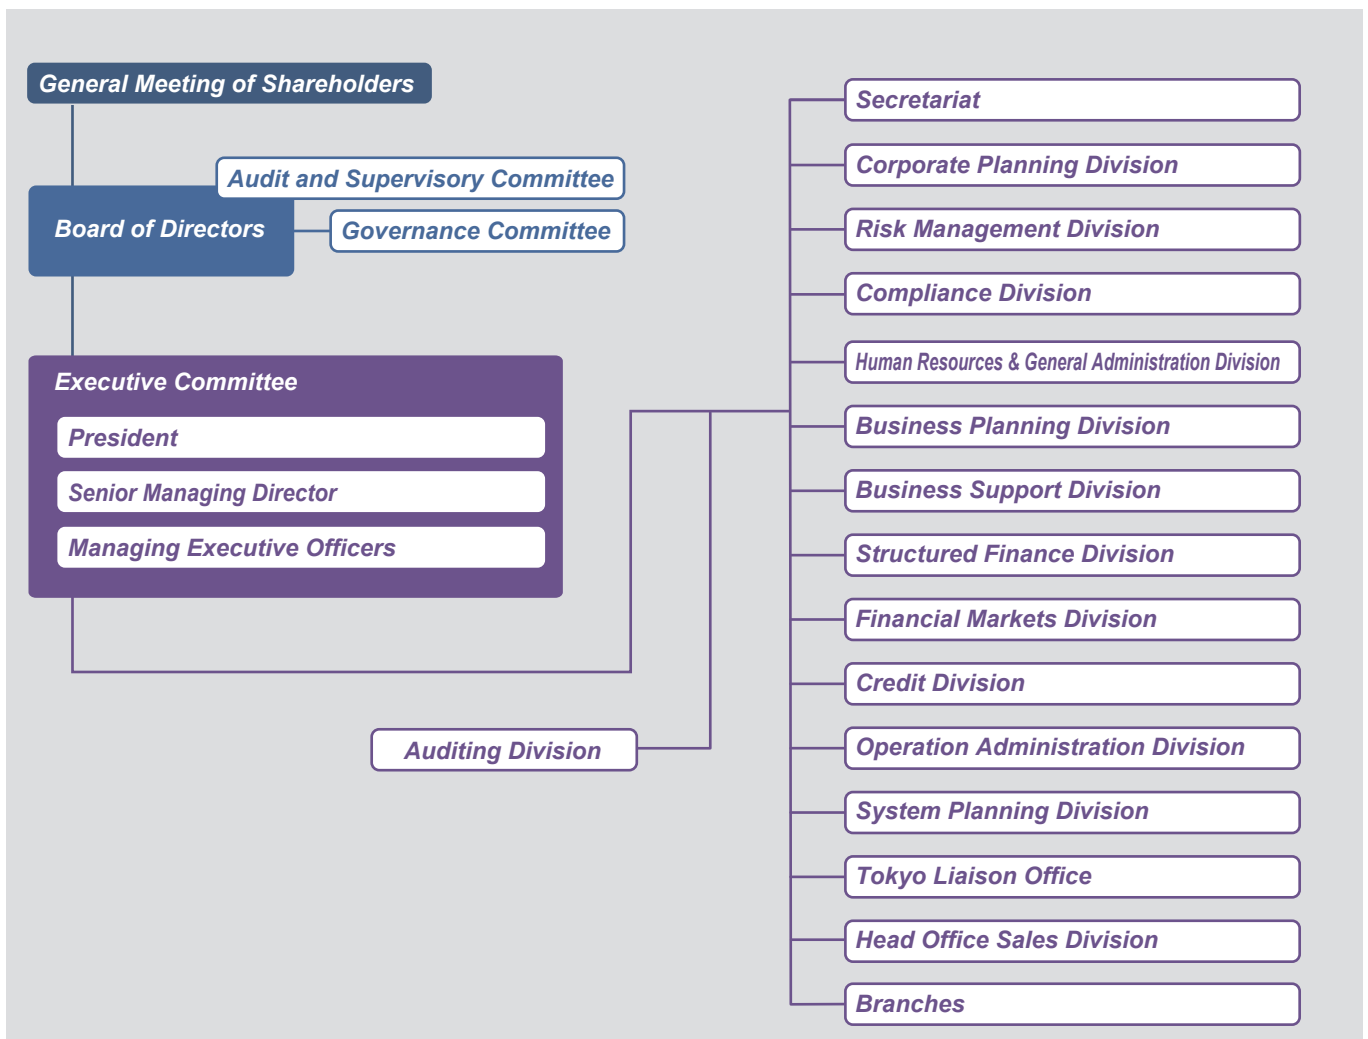 General Meeting of Shareholders
Audit and Supervisory Committee
Board of Directors
Governance Committee
Executive Committee
President
Senior Managing Director
Managing Executive Officers
Auditing Division
Secretariat
Corporate Planning Division
Risk Management Division
Compliance Division
Human Resources & General Administration Division
Business Planning Division
Business Support Division
Structured Finance Division
Financial Markets Division
Credit Division
Operation Administration Division
System Planning Division
Tokyo Liaison Office
Head Office Sales Division
Branches